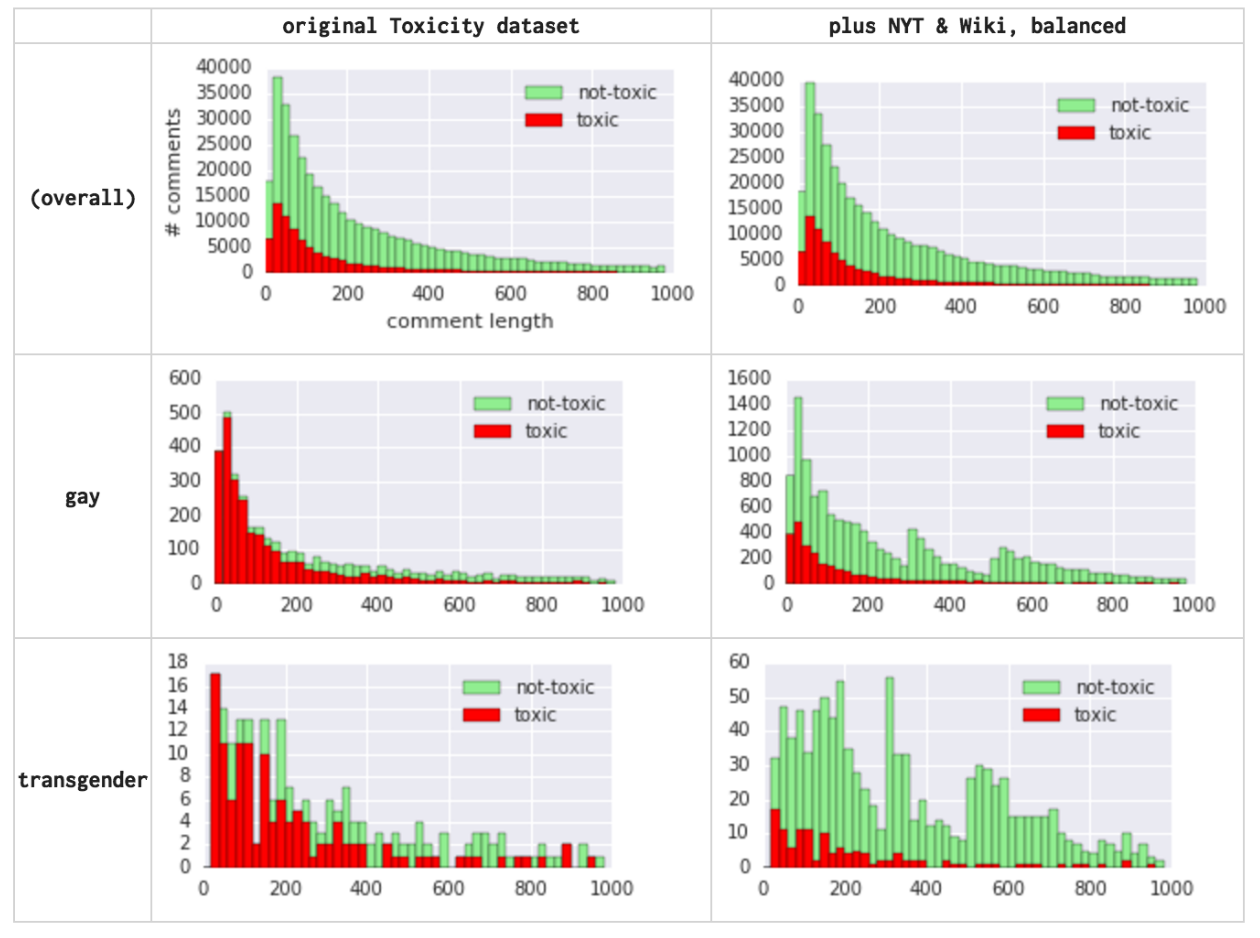 original Toxicity dataset
plus NYT & Wiki, balanced
(overall)
# comments
40000
35000
30000
25000
20000
15000
10000
5000
0
not-toxic
toxic
0 200 400 600 800 1000
comment length
40000
35000
30000
25000
20000
15000
10000
5000
0
not-toxic
toxic
0 200 400 600 800 1000
gay
600
500
400
300
200
100
0
not-toxic
toxic
0 200 400 600 800 1000
1600
1400
1200
1000
800
600
400
200
0
not-toxic
toxic
0 200 400 600 800 1000
transgender
18
16
14
12
10
8
6
4
2
0
not-toxic
toxic
0 200 400 600 800 1000
60
50
40
30
20
10
0
not-toxic
toxic
0 200 400 600 800 1000